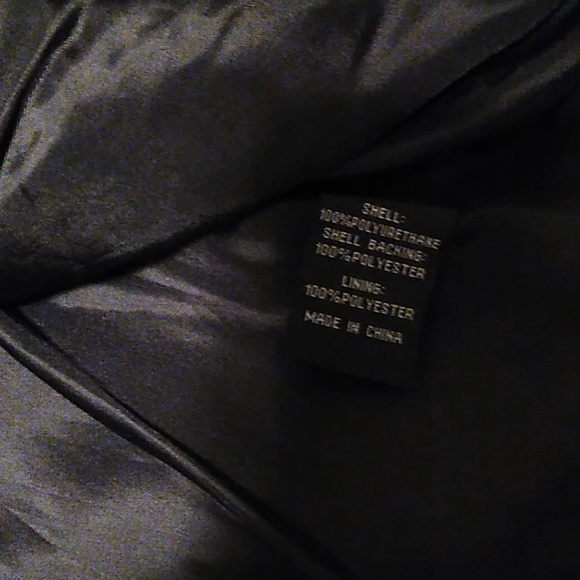 SHELL:
100%POLYURETHANE
SHELL BACKING:
100%POLYESTER
LINING:
100%POLYESTER
MADE IN CHINA